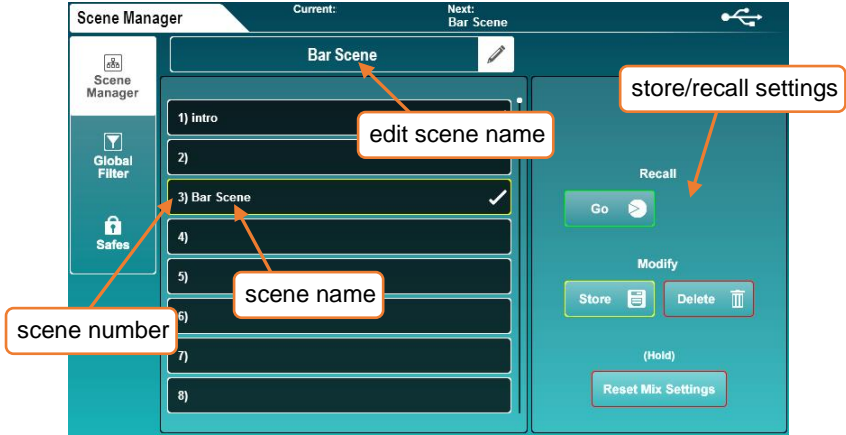 Scene Manager
Current:
Next:
Bar Scene
Scene
Manager
Global
Filter
Safes
Bar Scene
1) intro
2)
3) Bar Scene
4)
5)
6)
7)
8)
edit scene name
scene name
scene number
store/recall settings
Recall
Go
Modify
Store
Delete
(Hold)
Reset Mix Settings